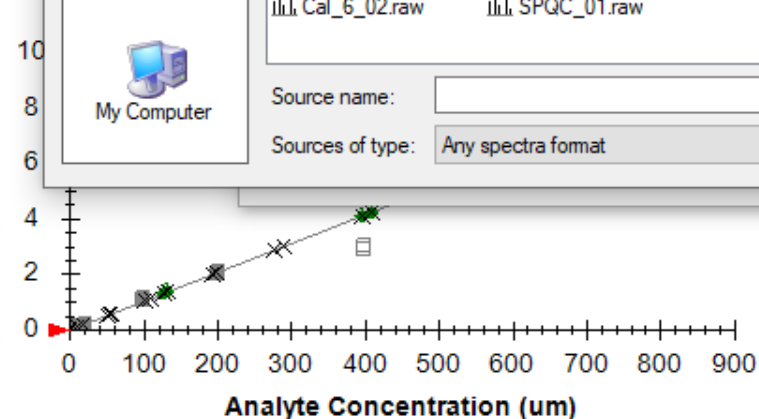 Cal_6_02.raw SPQC_01.raw
10
My Computer
Source name:
8
Sources of type: Any spectra format
6
4
2
0
0 100 200 300 400 500 600 700 800 900
Analyte Concentration (um)